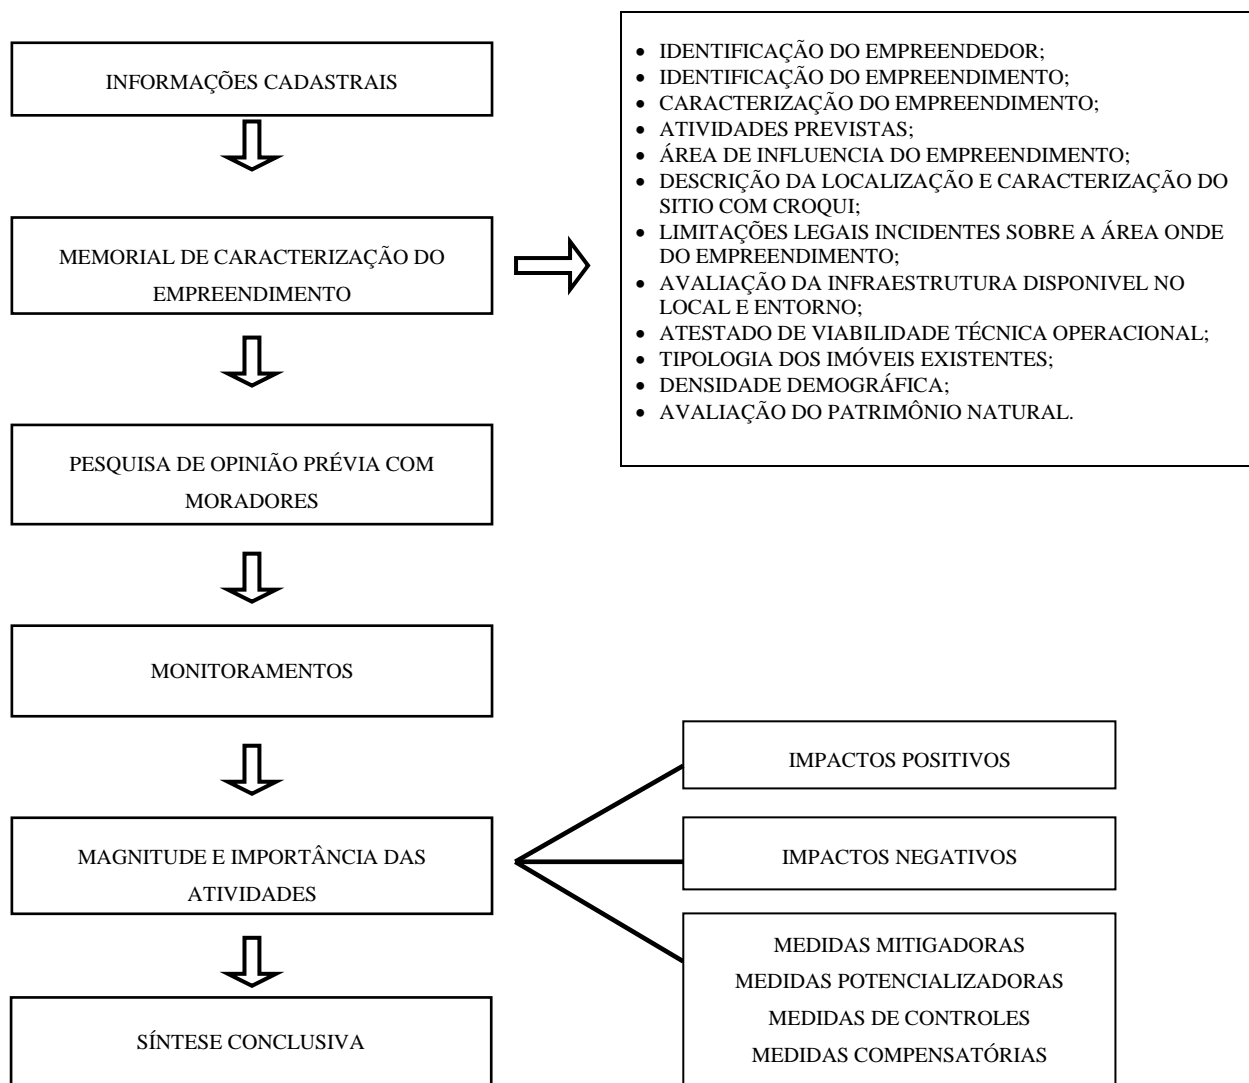 INFORMAÇÕES CADASTRAIS
MEMORIAL DE CARACTERIZAÇÃO DO
EMPREENDIMENTO
• IDENTIFICAÇÃO DO EMPREENDEDOR;
• IDENTIFICAÇÃO DO EMPREENDIMENTO;
• CARACTERIZAÇÃO DO EMPREENDIMENTO;
• ATIVIDADES PREVISTAS;
• ÁREA DE INFLUENCIA DO EMPREENDIMENTO;
• DESCRIÇÃO DA LOCALIZAÇÃO E CARACTERIZAÇÃO DO
SITIO COM CROQUI;
• LIMITAÇÕES LEGAIS INCIDENTES SOBRE A ÁREA ONDE
DO EMPREENDIMENTO;
• AVALIAÇÃO DA INFRAESTRUTURA DISPONIVEL NO
LOCAL E ENTORNO;
• ATESTADO DE VIABILIDADE TÉCNICA OPERACIONAL;
• TIPOLOGIA DOS IMÓVEIS EXISTENTES;
• DENSIDADE DEMOGRÁFICA;
• AVALIAÇÃO DO PATRIMÔNIO NATURAL.
PESQUISA DE OPINIÃO PRÉVIA COM
MORADORES
MONITORAMENTOS
MAGNITUDE E IMPORTÂNCIA DAS
ATIVIDADES
IMPACTOS POSITIVOS
IMPACTOS NEGATIVOS
MEDIDAS MITIGADORAS
MEDIDAS POTENCIALIZADORAS
MEDIDAS DE CONTROLES
MEDIDAS COMPENSATÓRIAS
SÍNTESE CONCLUSIVA